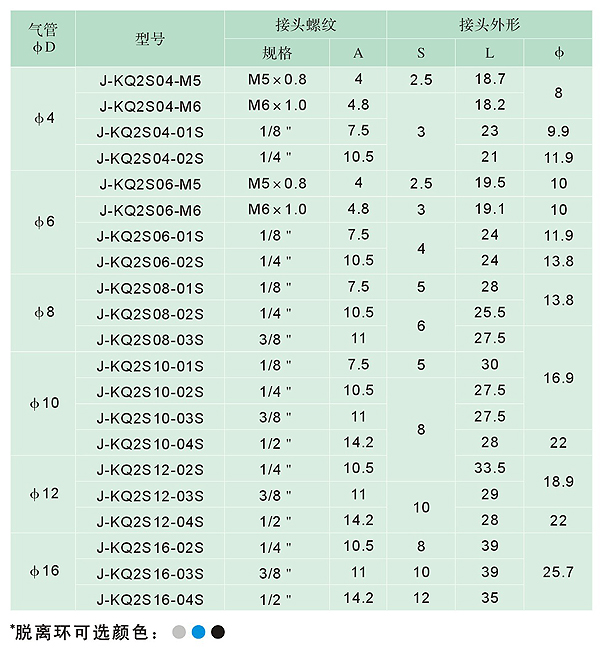 气管 型号 接头螺纹 接头外形
φD 规格 A S L φ
φ4 J-KQ2S04-M5 M5×0.8 4 2.5 18.7 8
J-KQ2S04-M6 M6×1.0 4.8 3 18.2
J-KQ2S04-01S 1/8 " 7.5 23 9.9
J-KQ2S04-02S 1/4 " 10.5 21 11.9
φ6 J-KQ2S06-M5 M5×0.8 4 2.5 19.5 10
J-KQ2S06-M6 M6×1.0 4.8 3 19.1 10
J-KQ2S06-01S 1/8 " 7.5 4 24 11.9
J-KQ2S06-02S 1/4 " 10.5 24 13.8
φ8 J-KQ2S08-01S 1/8 " 7.5 5 28 13.8
J-KQ2S08-02S 1/4 " 10.5 6 25.5
J-KQ2S08-03S 3/8 " 11 27.5 16.9
φ10 J-KQ2S10-01S 1/8 " 7.5 5 30
J-KQ2S10-02S 1/4 " 10.5 8 27.5
J-KQ2S10-03S 3/8 " 11 27.5
J-KQ2S10-04S 1/2 " 14.2 28 22
φ12 J-KQ2S12-02S 1/4 " 10.5 33.5 18.9
J-KQ2S12-03S 3/8 " 11 10 29
J-KQ2S12-04S 1/2 " 14.2 28 22
φ16 J-KQ2S16-02S 1/4 " 10.5 8 39 25.7
J-KQ2S16-03S 3/8 " 11 10 39
J-KQ2S16-04S 1/2 " 14.2 12 35
*脱离环可选颜色：